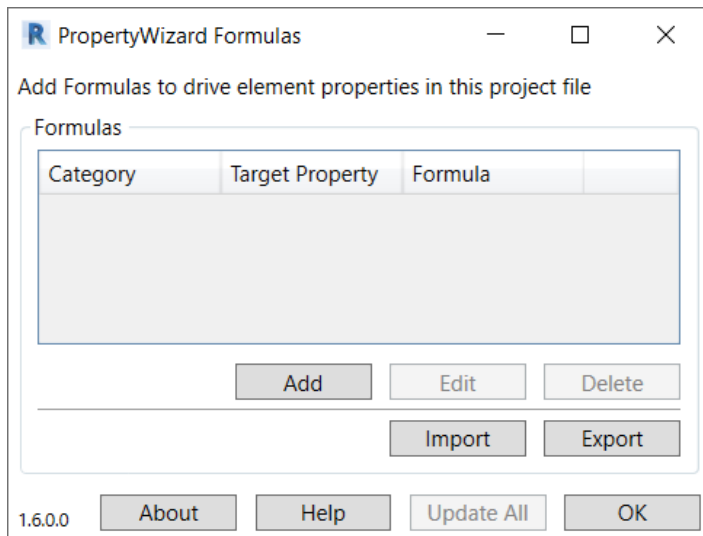 R PropertyWizard Formulas
Add Formulas to drive element properties in this project file
Formulas
Category Target Property Formula
Add Edit Delete
Import Export
1.6.0.0 About Help Update All OK